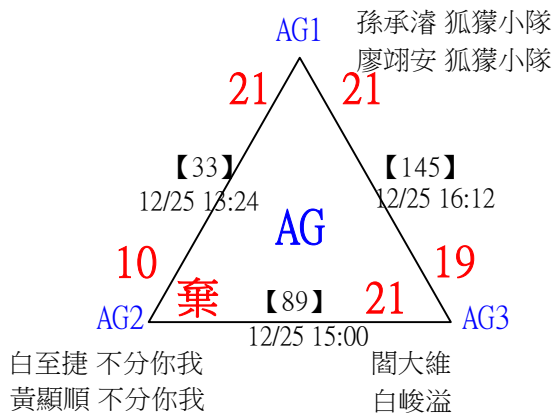 AG1
孫承濬 狐獴小隊
廖翊安 狐獴小隊
21
21
【33】
12/25 13:24
【145】
12/25 16:12
AG
10
19
棄
【89】
21
AG2
12/25 15:00
AG3
白至捷 不分你我
黃顯順 不分你我
閻大維
白峻溢